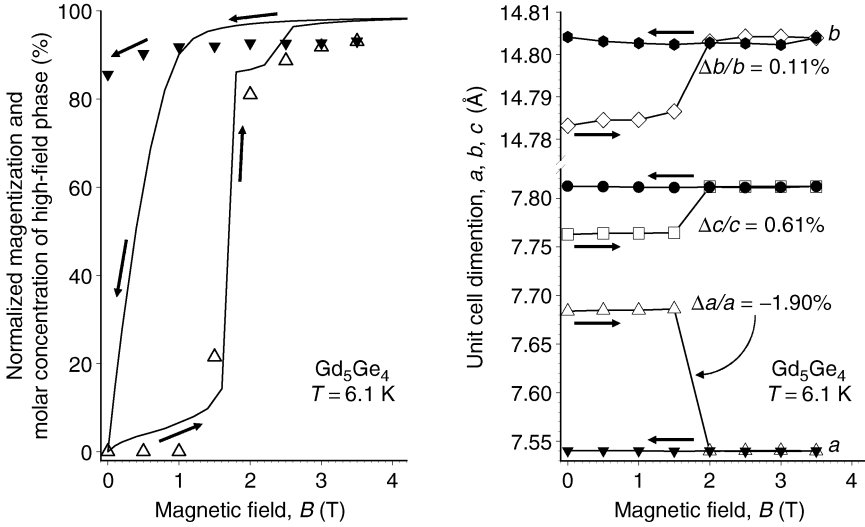 Normalized magentization and
molar concentration of high-field phase (%)
100
80
60
40
20
0
Gd5Ge4
T = 6.1 K
0 1 2 3 4
Magnetic field, B (T)
Unit cell dimention, a, b, c (Å)
14.81
14.80
14.79
14.78
7.80
7.75
7.70
7.65
7.60
7.55
b
Δb/b = 0.11%
Δc/c = 0.61%
Δa/a = −1.90%
Gd5Ge4
T = 6.1 K
a
0 1 2 3 4
Magnetic field, B (T)